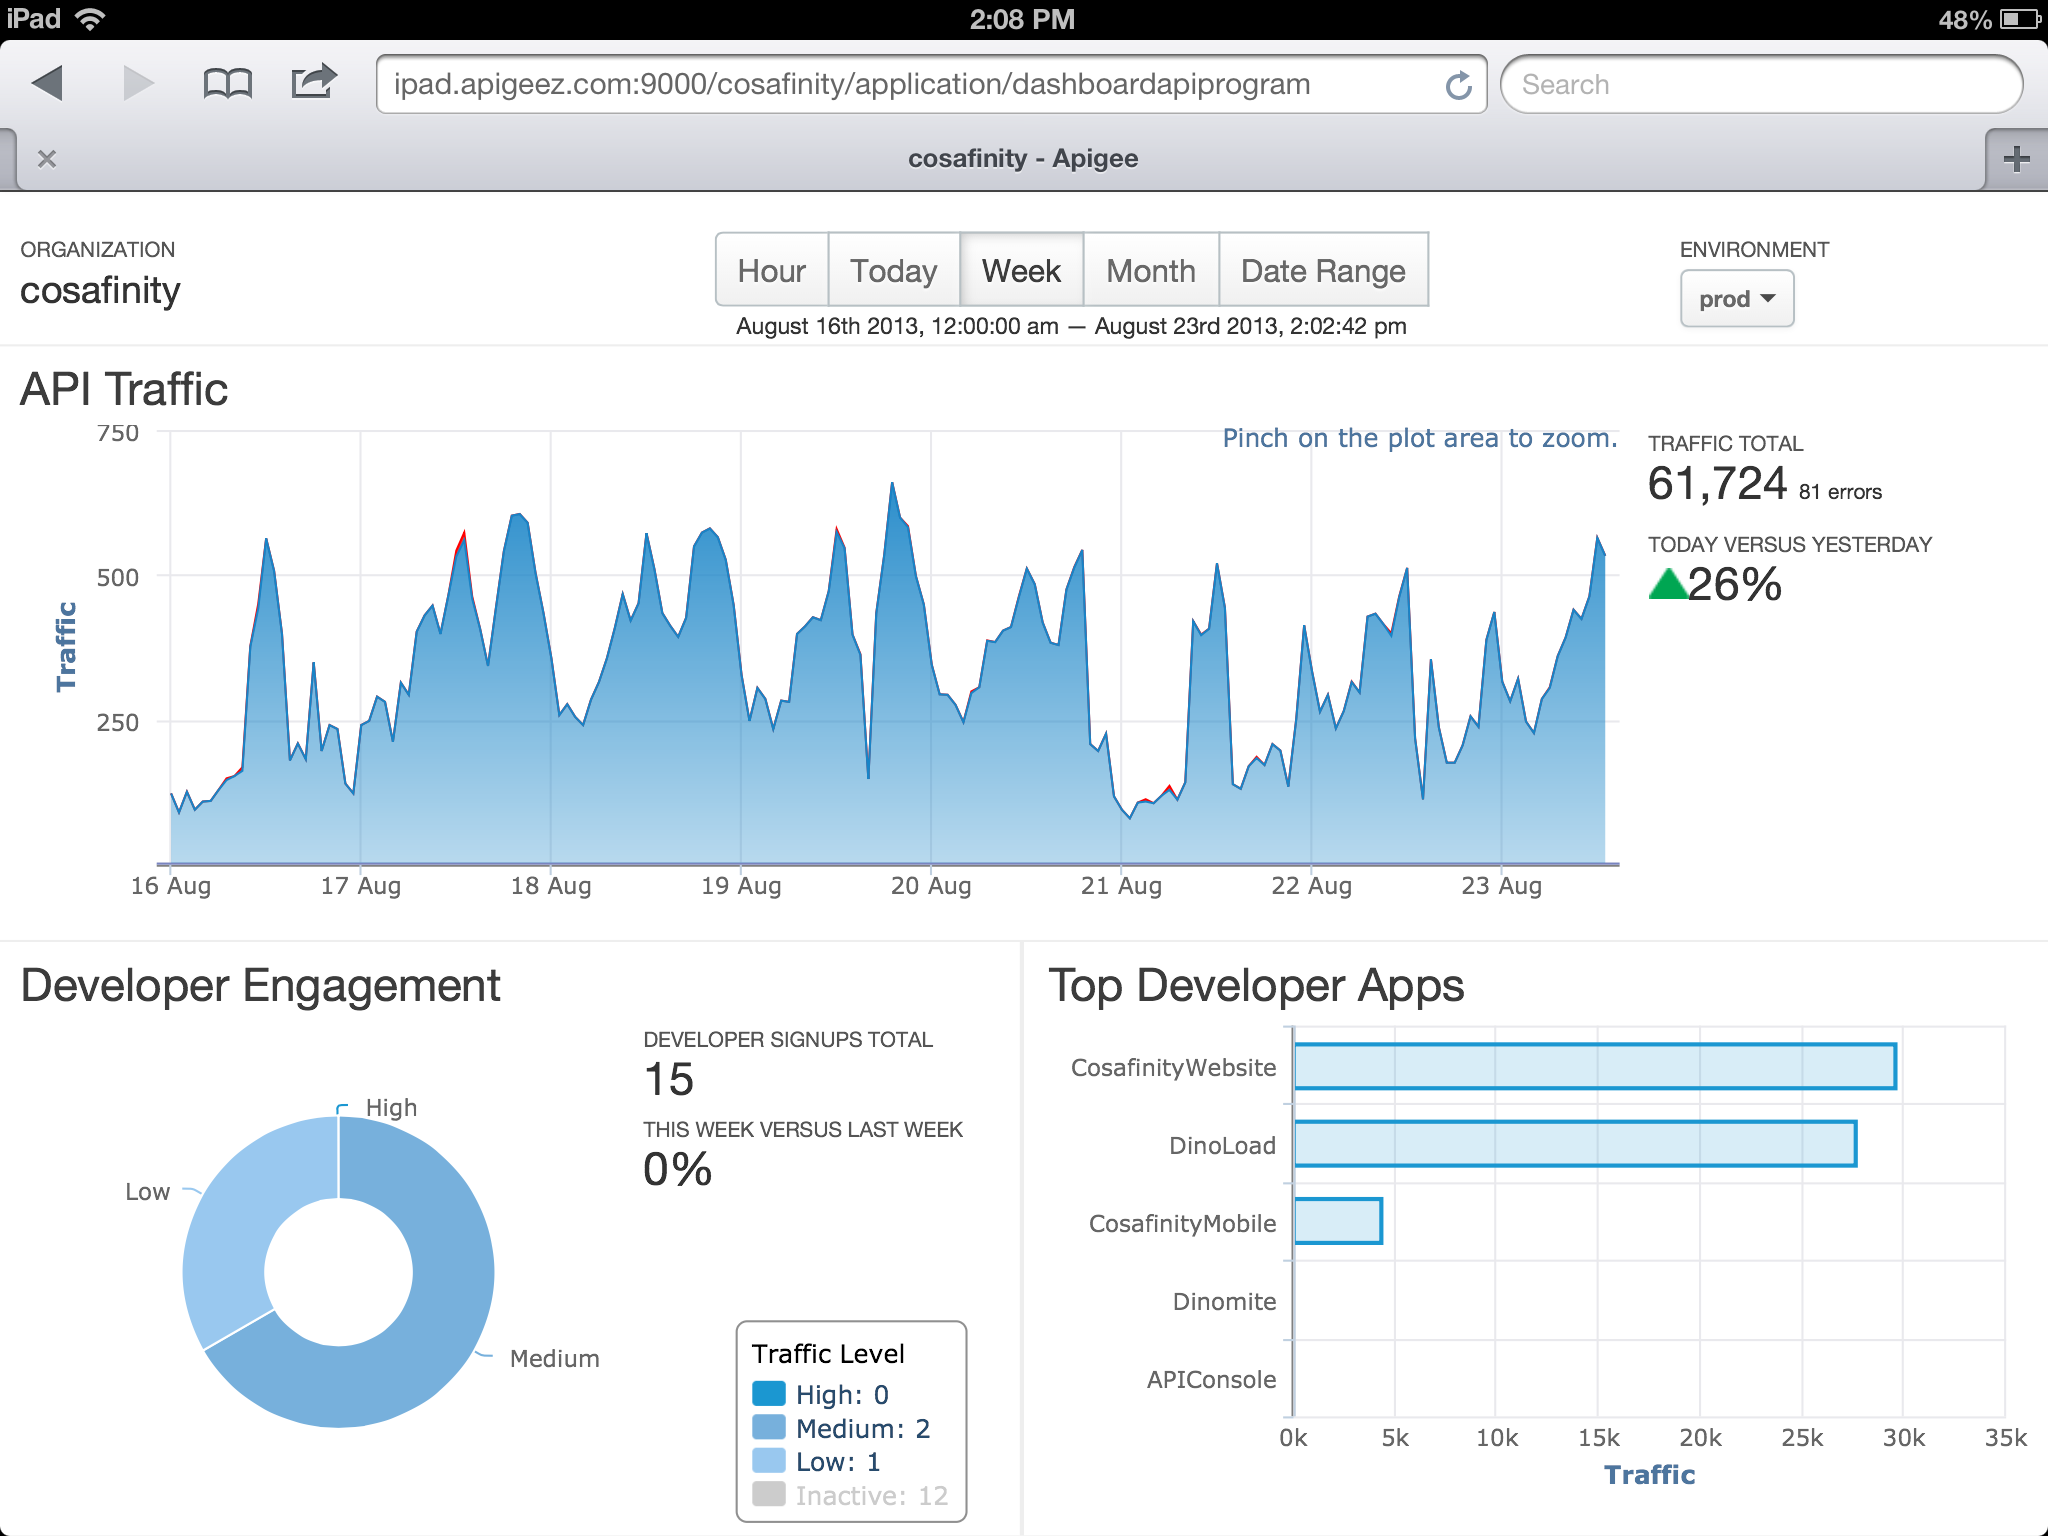 iPad
2:08 PM
48%
ipad.apigeez.com:9000/cosafinity/application/dashboardapiprogram
Search
cosafinity - Apigee
ORGANIZATION
cosafinity
Hour Today Week Month Date Range
August 16th 2013, 12:00:00 am — August 23rd 2013, 2:02:42 pm
ENVIRONMENT
prod
API Traffic
Pinch on the plot area to zoom.
750
500
250
Traffic
16 Aug 17 Aug 18 Aug 19 Aug 20 Aug 21 Aug 22 Aug 23 Aug
TRAFFIC TOTAL
61,724 81 errors
TODAY VERSUS YESTERDAY
26%
Developer Engagement
High
Low
Medium
DEVELOPER SIGNUPS TOTAL
15
THIS WEEK VERSUS LAST WEEK
0%
Traffic Level
High: 0
Medium: 2
Low: 1
Inactive: 12
Top Developer Apps
CosafinityWebsite
DinoLoad
CosafinityMobile
Dinomite
APIConsole
0k 5k 10k 15k 20k 25k 30k 35k
Traffic